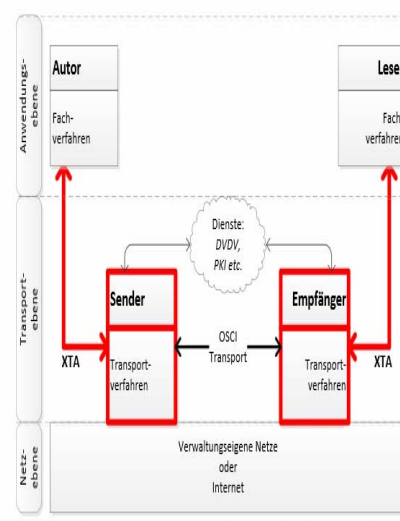 Anwendungs-
ebene
Autor
Fach-
verfahren
Lese
Fach
verfahren
Transport-
ebene
Dienste:
DVDV,
PKI etc.
Sender
Transport-
verfahren
XTA
OSCI
Transport
Empfänger
Transport-
verfahren
XTA
Netz-
ebene
Verwaltungseigene Netze
oder
Internet